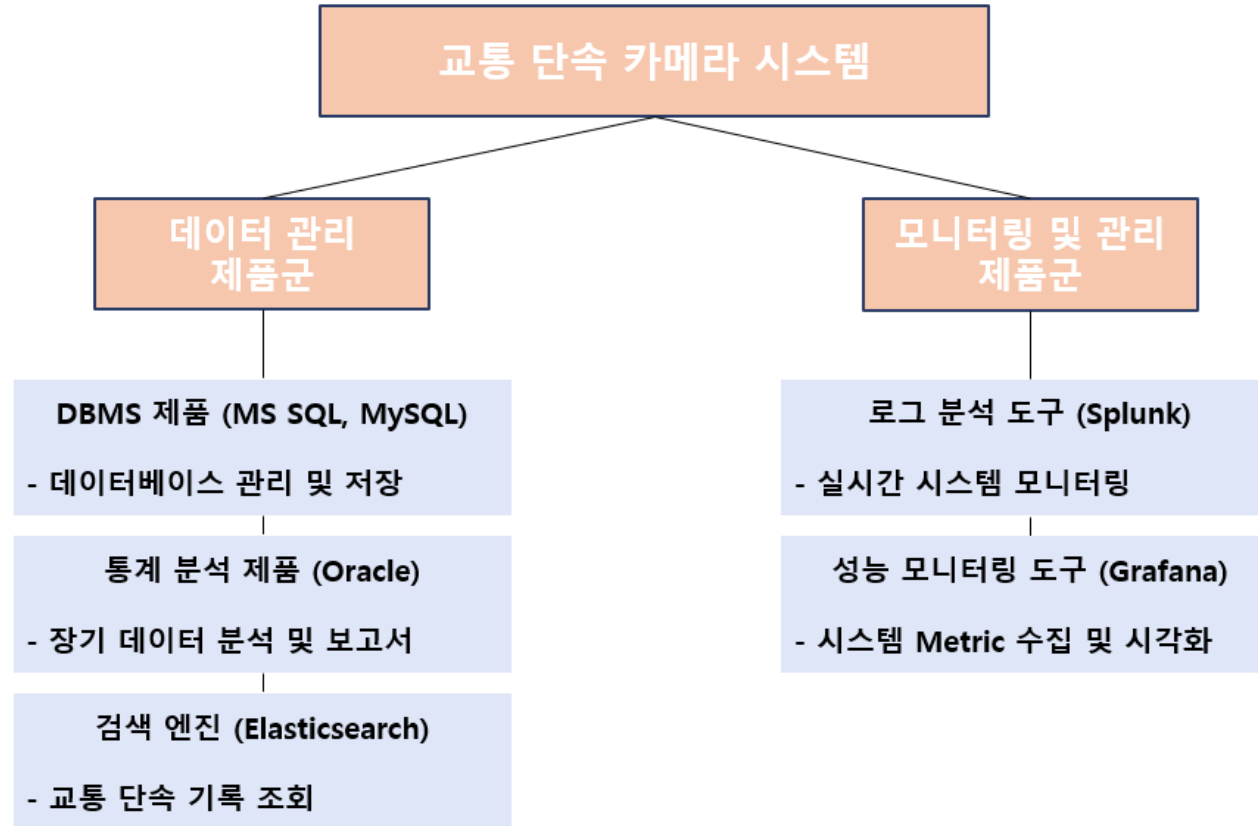 교통 단속 카메라 시스템
데이터 관리
제품군
DBMS 제품 (MS SQL, MySQL)
- 데이터베이스 관리 및 저장
통계 분석 제품 (Oracle)
- 장기 데이터 분석 및 보고서
검색 엔진 (Elasticsearch)
- 교통 단속 기록 조회
모니터링 및 관리
제품군
로그 분석 도구 (Splunk)
- 실시간 시스템 모니터링
성능 모니터링 도구 (Grafana)
- 시스템 Metric 수집 및 시각화